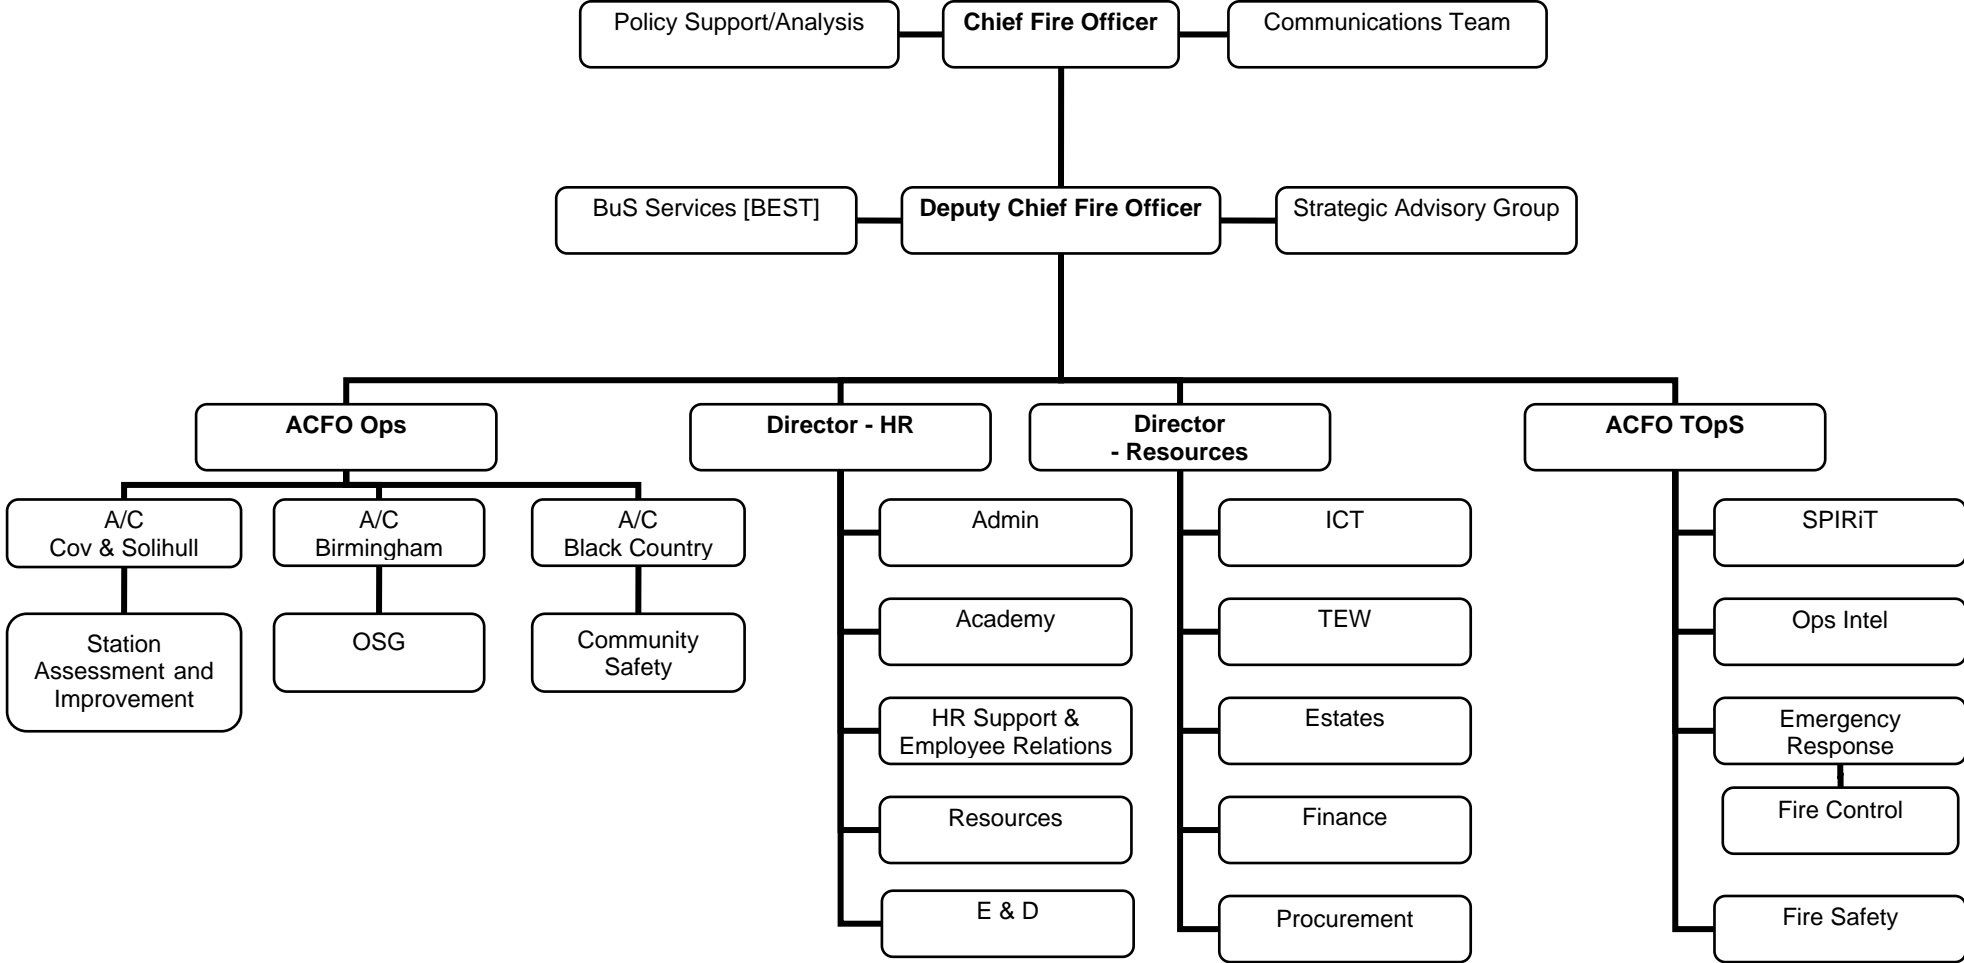 Policy Support/Analysis
Chief Fire Officer
Communications Team
BuS Services [BEST]
Deputy Chief Fire Officer
Strategic Advisory Group
ACFO Ops
Director - HR
Director
- Resources
ACFO TOpS
A/C
Cov & Solihull
A/C
Birmingham
A/C
Black Country
Station
Assessment and
Improvement
OSG
Community
Safety
Admin
Academy
HR Support &
Employee Relations
Resources
E & D
ICT
TEW
Estates
Finance
Procurement
SPIRiT
Ops Intel
Emergency
Response
Fire Control
Fire Safety